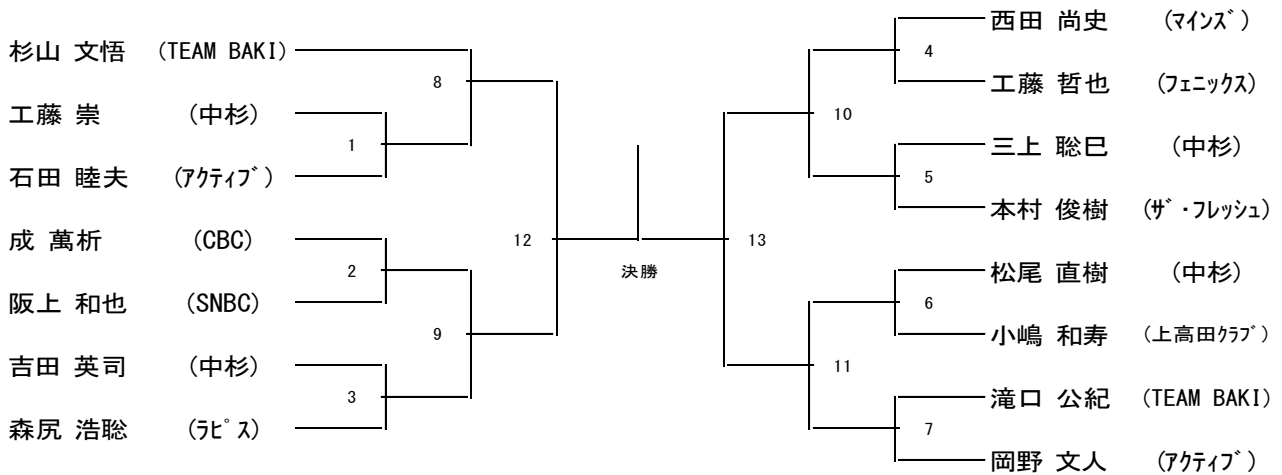 杉山 文悟 (TEAM BAKI)
工藤 崇 (中杉)
石田 睦夫 (ｱｸﾃｨﾌﾞ)
成 萬析 (CBC)
阪上 和也 (SNBC)
吉田 英司 (中杉)
森尻 浩聡 (ﾗﾋﾟｽ)
8
1
2
9
3
12
決勝
13
10
11
4
5
6
7
西田 尚史 (ﾏｲﾝｽﾞ)
工藤 哲也 (ﾌｪﾆｯｸｽ)
三上 聡巳 (中杉)
本村 俊樹 (ｻﾞ・ﾌﾚｯｼｭ)
松尾 直樹 (中杉)
小嶋 和寿 (上高田ｸﾗﾌﾞ)
滝口 公紀 (TEAM BAKI)
岡野 文人 (ｱｸﾃｨﾌﾞ)